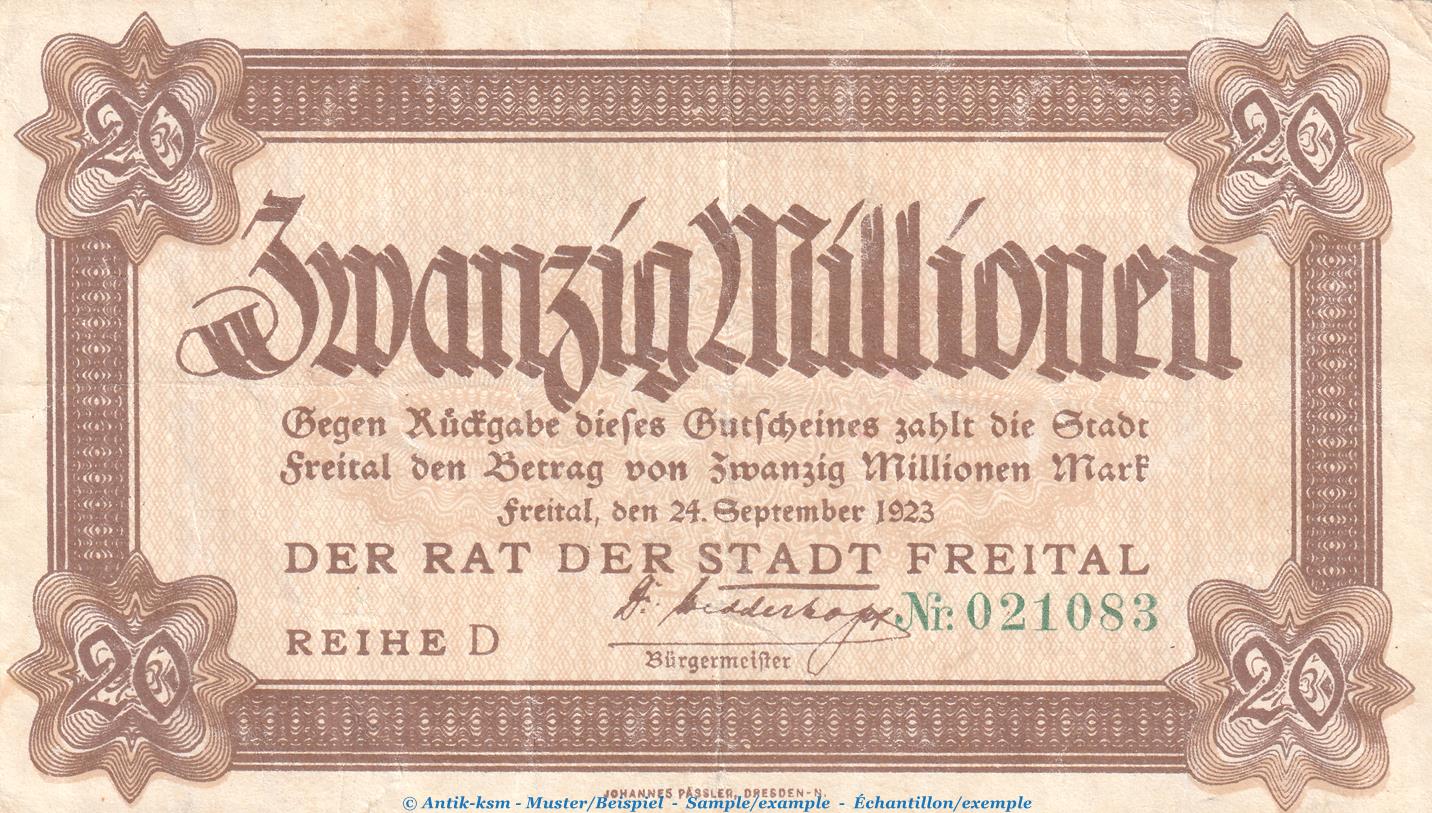 20 20
Zwanzig Millionen
Gegen Rückgabe dieses Gutscheines zahlt die Stadt
Freital den Betrag von Zwanzig Millionen Mark
Freital, den 24. September 1923
DER RAT DER STADT FREITAL
Dr. Wedderkopf
Nr. 021083
REIHE D
Bürgermeister
20 20
JOHANNES PÄSSLER, DRESDEN-N.
© Antik-ksm - Muster/Beispiel - Sample/example - Échantillon/exemple